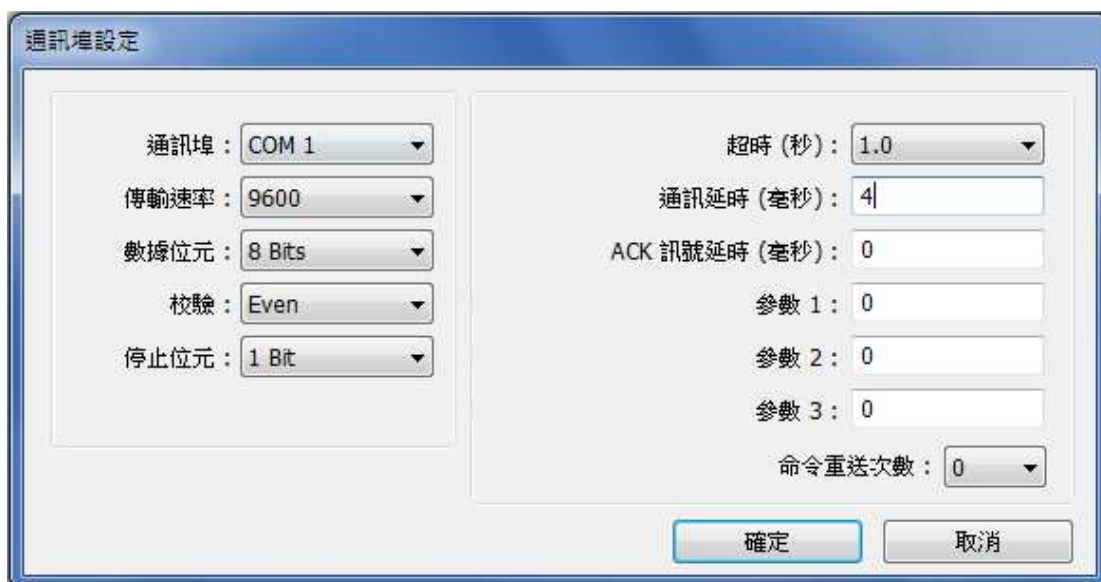 通訊埠設定
通訊埠 : COM 1
傳輸速率 : 9600
數據位元 : 8 Bits
校驗 : Even
停止位元 : 1 Bit
超時 (秒) : 1.0
通訊延時 (毫秒) : 4
ACK 訊號延時 (毫秒) : 0
參數 1 : 0
參數 2 : 0
參數 3 : 0
命令重送次數 : 0
確定
取消